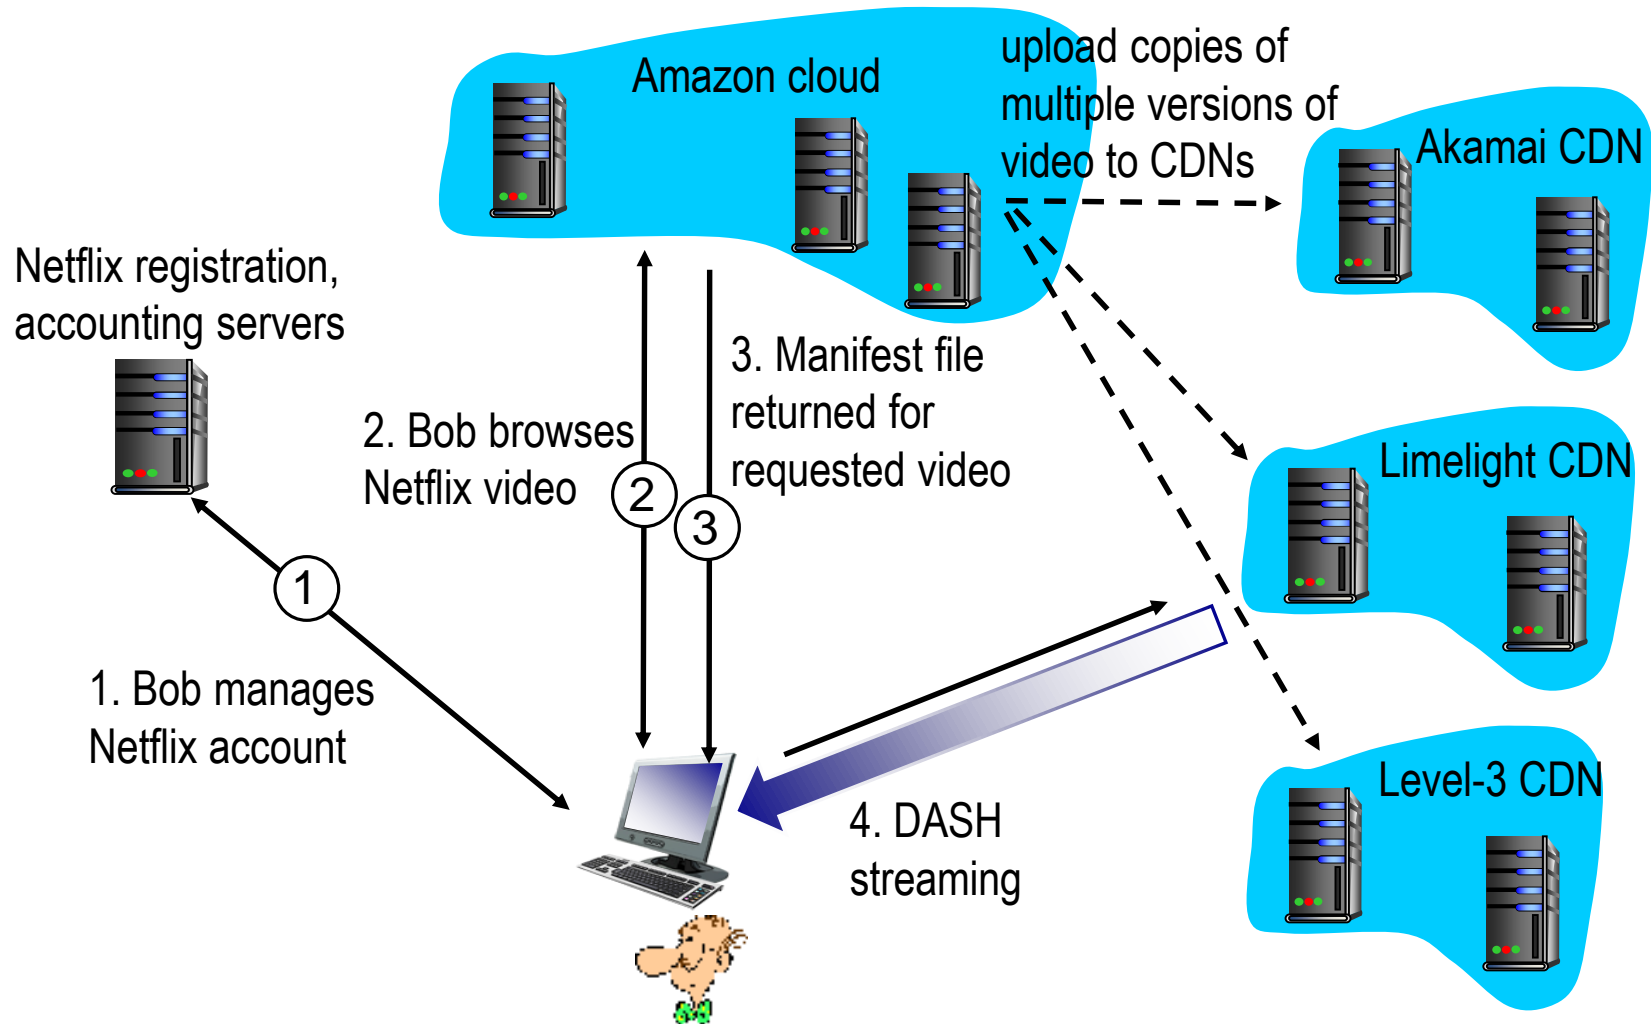 Amazon cloud
upload copies of
multiple versions of
video to CDNs
Akamai CDN
Netflix registration,
accounting servers
3. Manifest file
returned for
requested video
2. Bob browses
Netflix video
2
3
Limelight CDN
1
1. Bob manages
Netflix account
4. DASH
streaming
Level-3 CDN